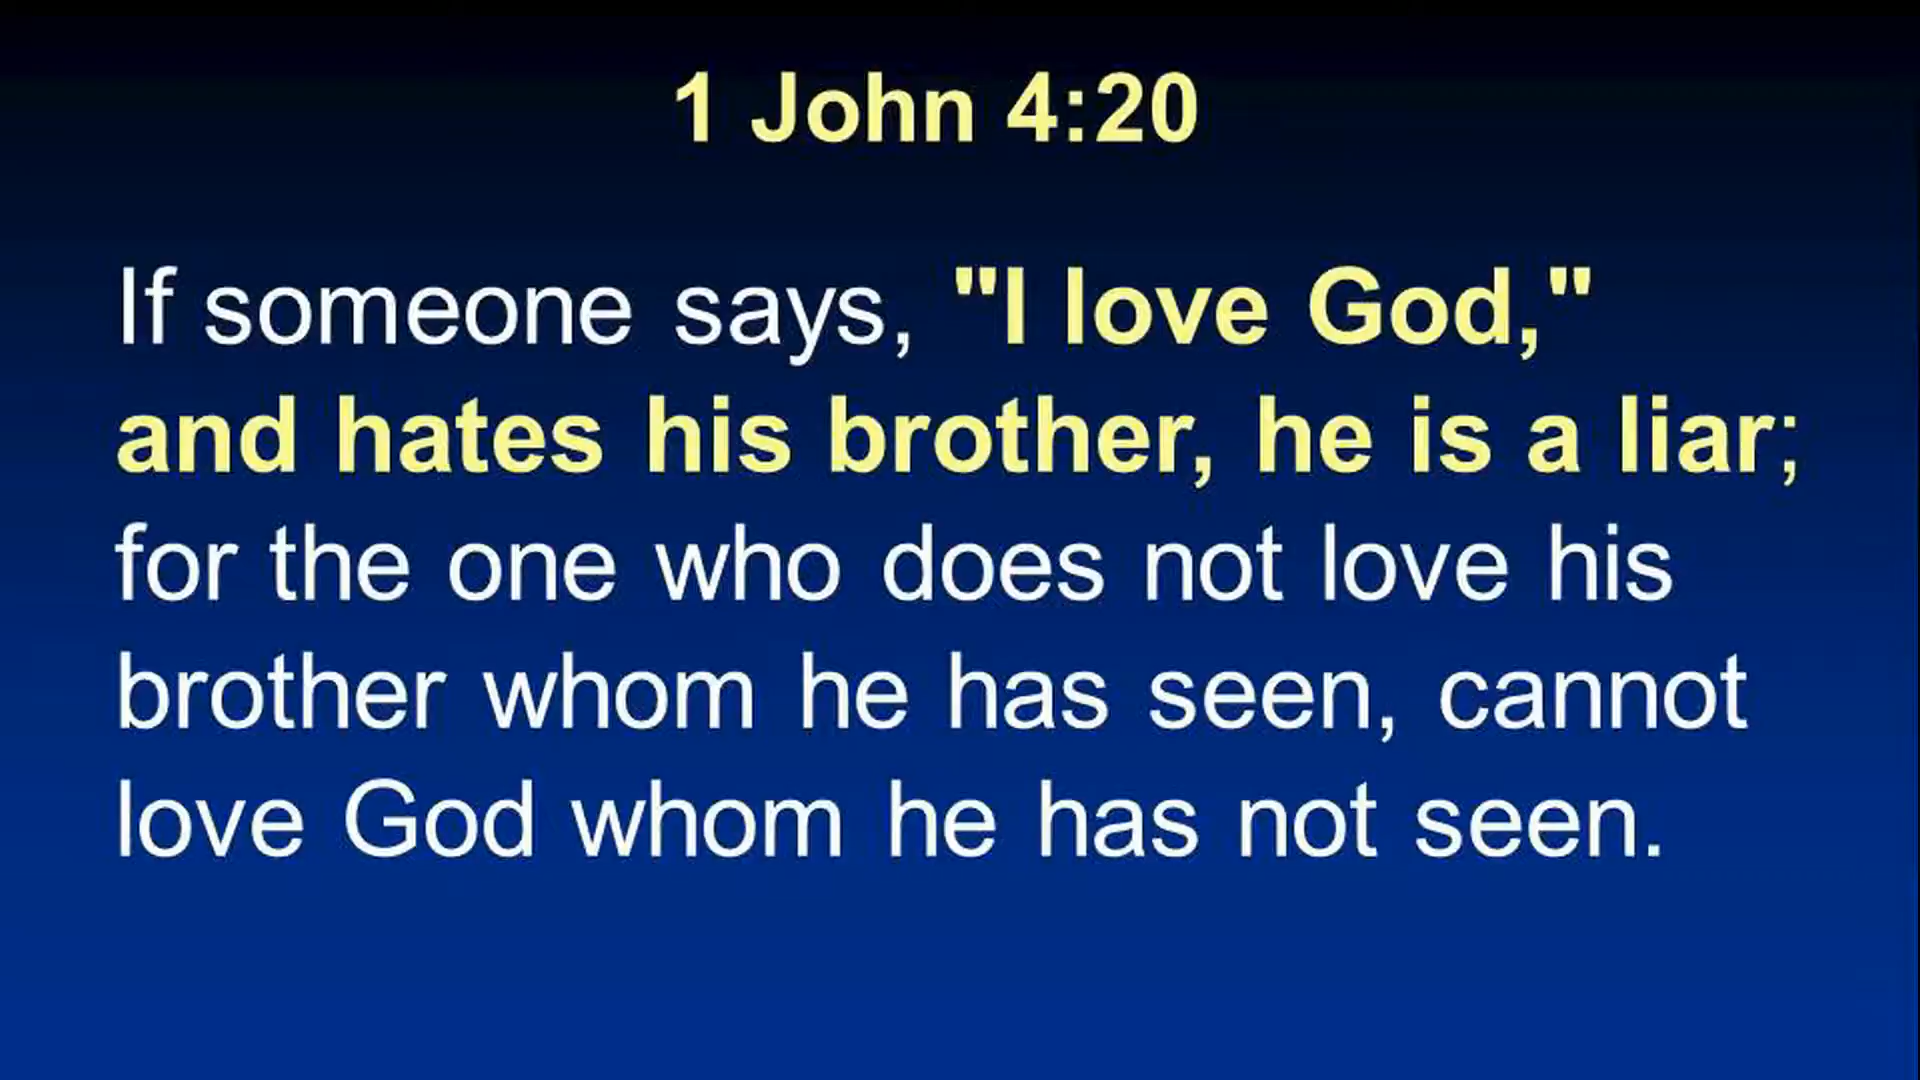 1 John 4:20
If someone says, "I love God,"
and hates his brother, he is a liar;
for the one who does not love his
brother whom he has seen, cannot
love God whom he has not seen.